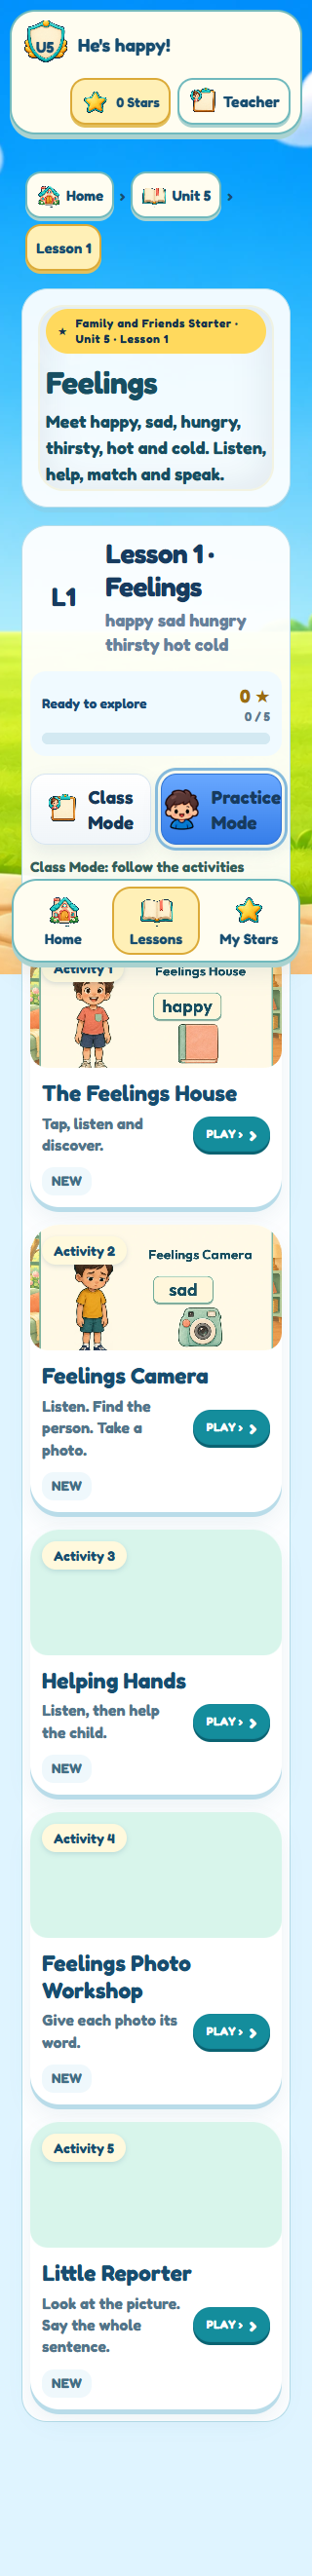 U5
He's happy!
0 Stars
Teacher
Home
›
Unit 5
›
Lesson 1
★ Family and Friends Starter ·
Unit 5 · Lesson 1
Feelings
Meet happy, sad, hungry,
thirsty, hot and cold. Listen,
help, match and speak.
L1
Lesson 1 ·
Feelings
happy sad hungry
thirsty hot cold
Ready to explore
0 ★
0 / 5
Class
Mode
Practice
Mode
Class Mode: follow the activities
Home
Lessons
My Stars
Activity 1
Feelings House
happy
The Feelings House
Tap, listen and
discover.
PLAY ›
NEW
Activity 2
Feelings Camera
sad
Feelings Camera
Listen. Find the
person. Take a
photo.
PLAY ›
NEW
Activity 3
Helping Hands
Listen, then help
the child.
PLAY ›
NEW
Activity 4
Feelings Photo
Workshop
Give each photo its
word.
PLAY ›
NEW
Activity 5
Little Reporter
Look at the picture.
Say the whole
sentence.
PLAY ›
NEW